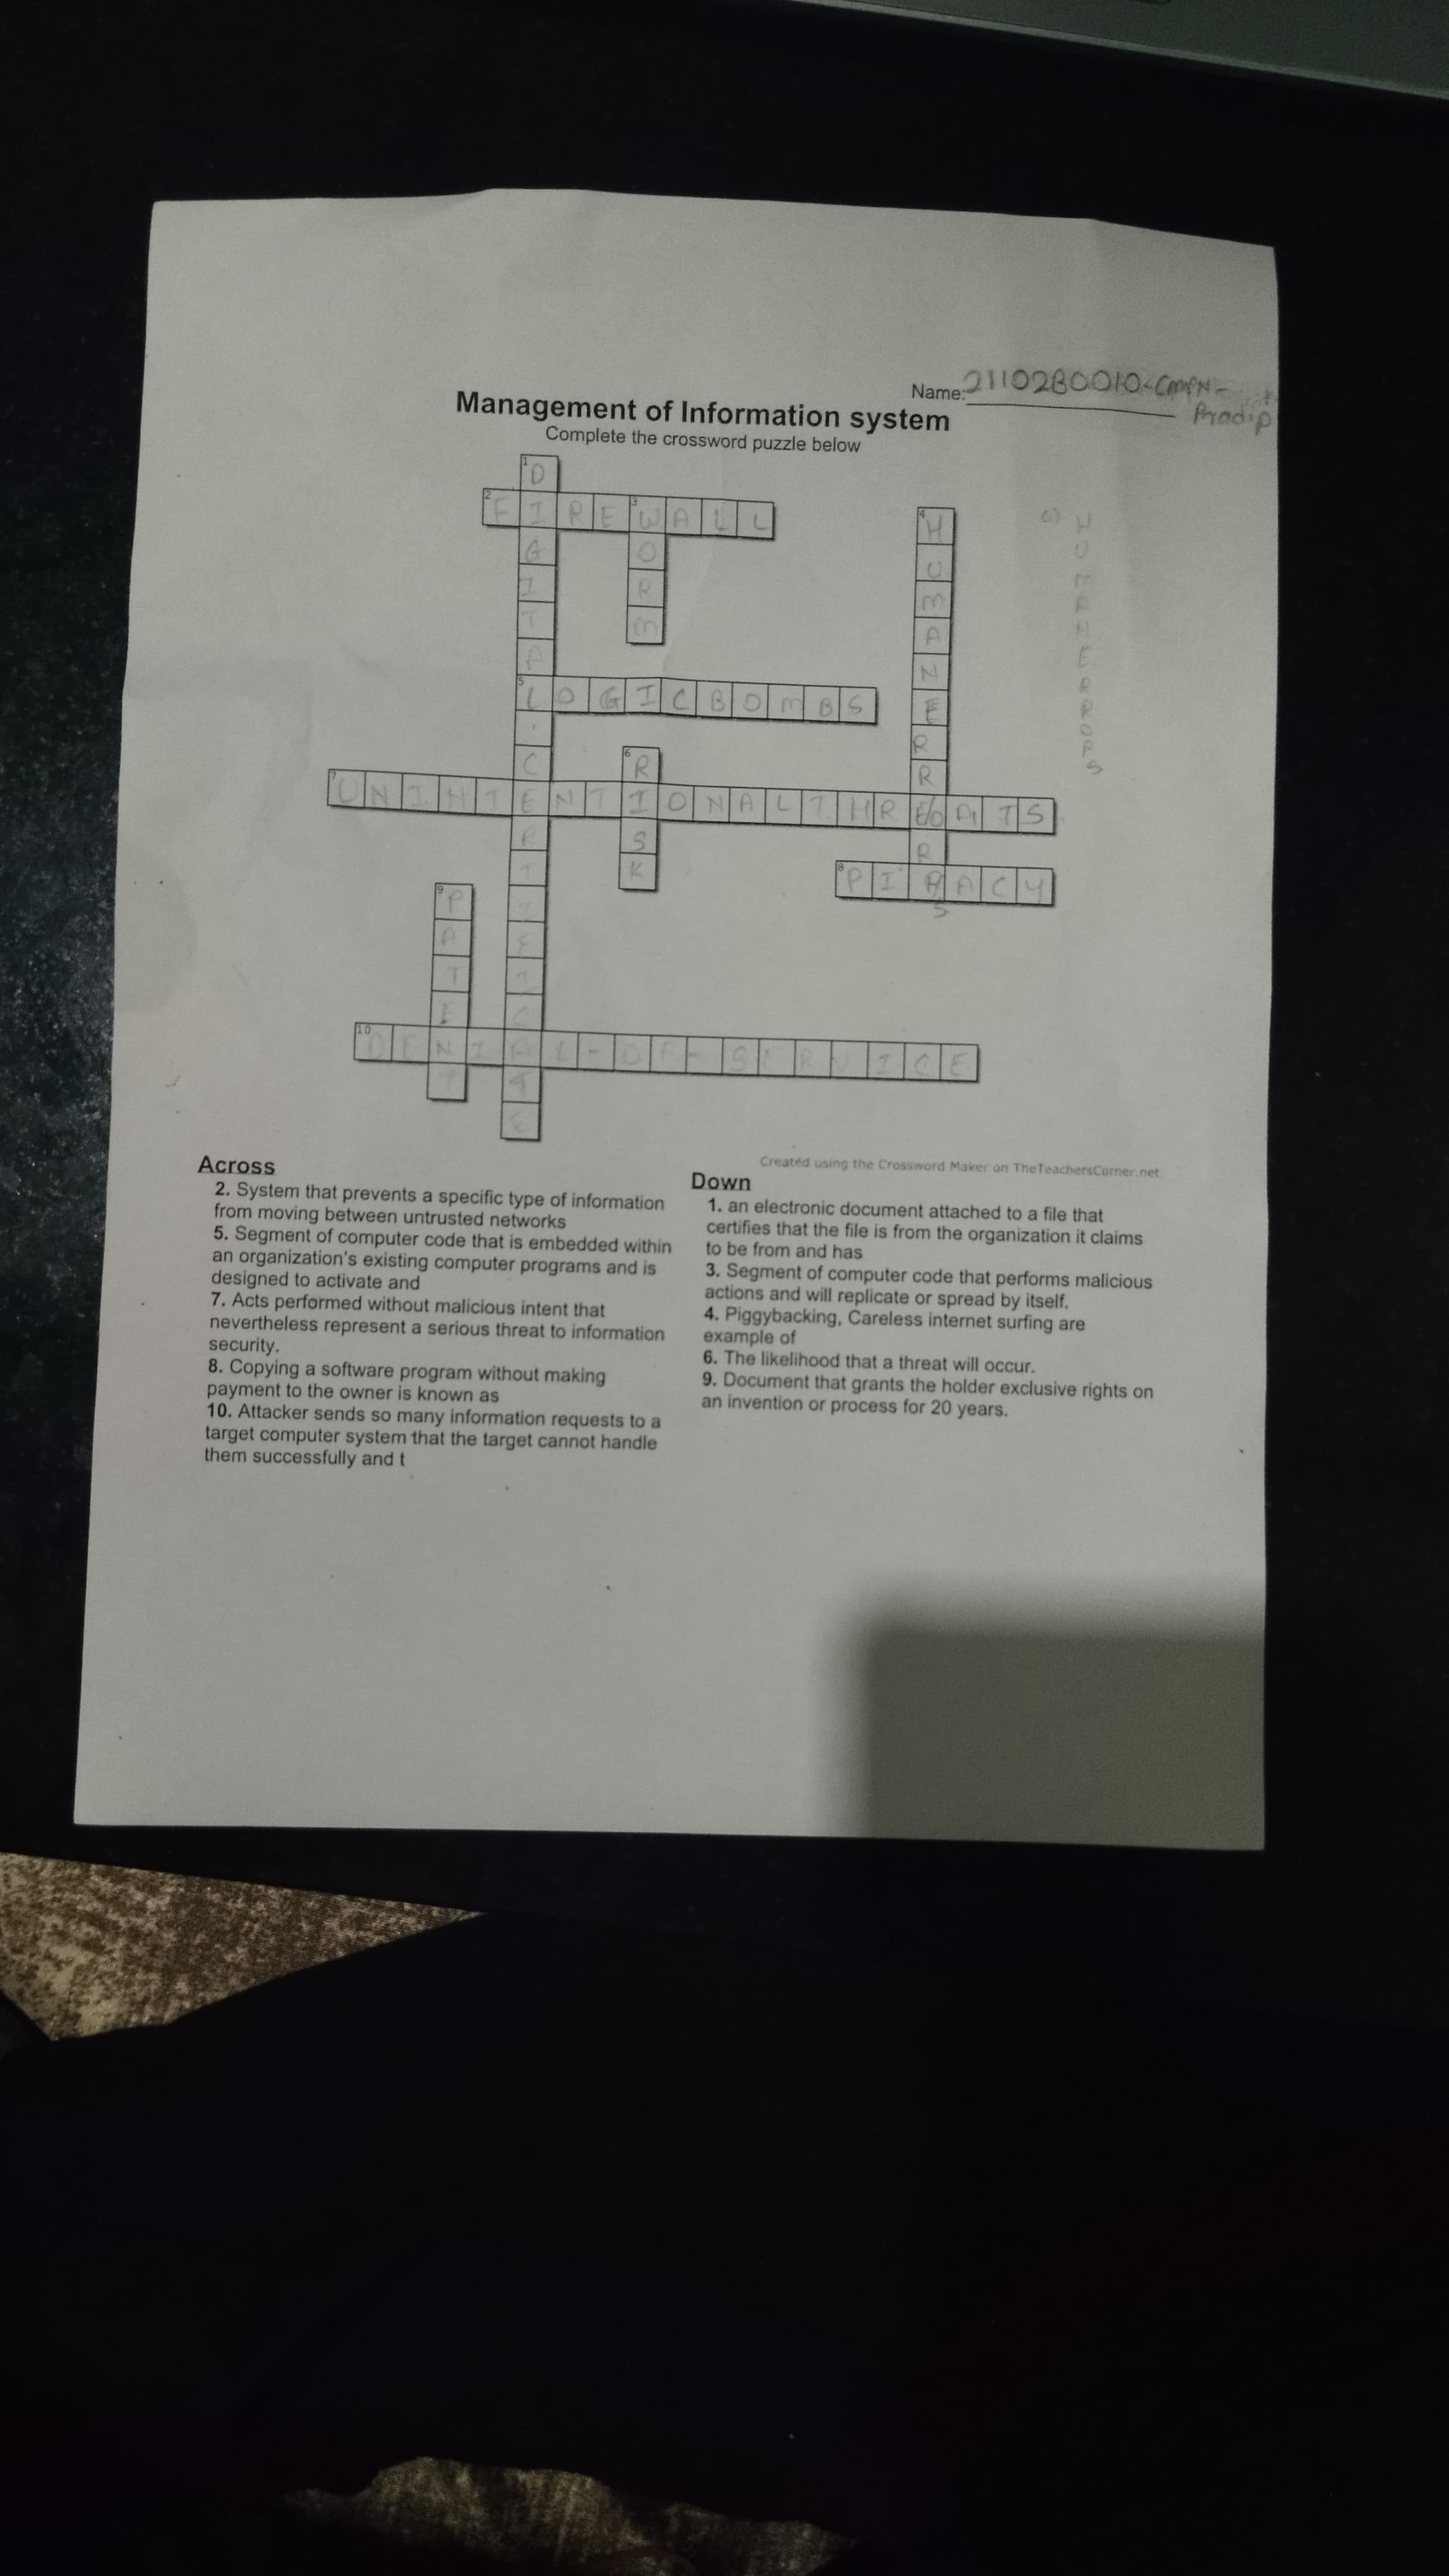 Name: 2110280010-CMPN-
Pradip
Management of Information system
Complete the crossword puzzle below
1 D
2 F I R E 3 W A L L
4 H
G O U
I R M
T M A
A N
5 L O G I C B O M B S E
R
C 6 R R
7 U N I N T E N T I O N A L T H R E/O A T S
R S R
T K 8 P I R A C Y
S
9 P
A F
T I
E C
10 D E N I A L - O F - S E R V I C E
T T
E
c) H
U
M
A
N
E
R
R
O
R
S
Created using the Crossword Maker on TheTeachersCorner.net
Across
2. System that prevents a specific type of information
from moving between untrusted networks
5. Segment of computer code that is embedded within
an organization's existing computer programs and is
designed to activate and
7. Acts performed without malicious intent that
nevertheless represent a serious threat to information
security.
8. Copying a software program without making
payment to the owner is known as
10. Attacker sends so many information requests to a
target computer system that the target cannot handle
them successfully and t
Down
1. an electronic document attached to a file that
certifies that the file is from the organization it claims
to be from and has
3. Segment of computer code that performs malicious
actions and will replicate or spread by itself.
4. Piggybacking, Careless internet surfing are
example of
6. The likelihood that a threat will occur.
9. Document that grants the holder exclusive rights on
an invention or process for 20 years.